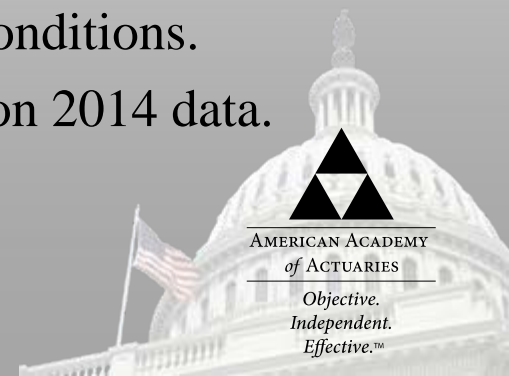 onditions.
on 2014 data.
AMERICAN ACADEMY
of ACTUARIES
Objective.
Independent.
Effective.™